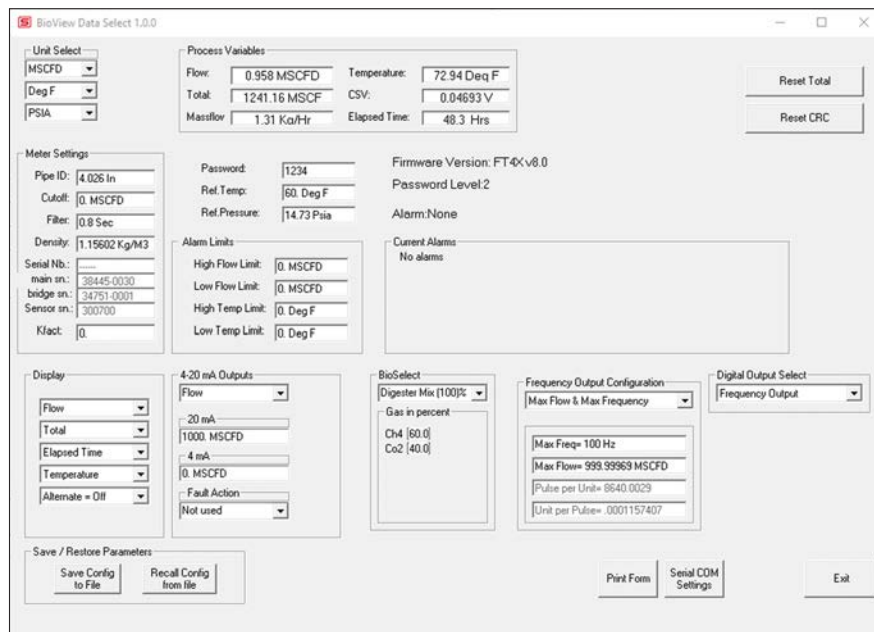 BioView Data Select 1.0.0
Unit Select
MSCFD
Deg F
PSIA
Process Variables
Flow: 0.958 MSCFD
Total: 1241.16 MSCF
Massflov 1.31 Kg/Hr
Temperature: 72.94 Deg F
CSV: 0.04693 V
Elapsed Time: 48.3 Hrs
Reset Total
Reset CRC
Meter Settings
Pipe ID: 4.026 In
Cutoff: 0. MSCFD
Filter: 0.8 Sec
Density: 1.15602 Kg/M3
Serial Nb.: ......
main sn.: 38445-0030
bridge sn.: 34751-0001
Sensor sn.: 300700
Kfact: 0.
Password: 1234
Ref.Temp: 60. Deg F
Ref.Pressure: 14.73 Psia
Firmware Version: FT4X v8.0
Password Level:2
Alarm:None
Alarm Limits
High Flow Limit: 0. MSCFD
Low Flow Limit: 0. MSCFD
High Temp Limit: 0. Deg F
Low Temp Limit: 0. Deg F
Current Alarms
No alarms
Display
Flow
Total
Elapsed Time
Temperature
Alternate = Off
4-20 mA Outputs
Flow
20 mA
1000. MSCFD
4 mA
0. MSCFD
Fault Action
Not used
BioSelect
Digester Mix (100)%
Gas in percent
Ch4 [60.0]
Co2 [40.0]
Frequency Output Configuration
Max Flow & Max Frequency
Max Freq= 100 Hz
Max Flow= 999.99969 MSCFD
Pulse per Unit= 8640.0029
Unit per Pulse= .0001157407
Digital Output Select
Frequency Output
Save / Restore Parameters
Save Config
to File
Recall Config
from file
Print Form
Serial COM
Settings
Exit